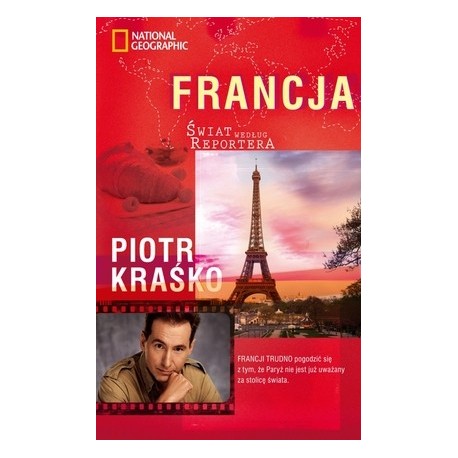 NATIONAL
GEOGRAPHIC
FRANCJA
ŚWIAT WEDŁUG
REPORTERA
PIOTR
KRAŚKO
FRANCJI TRUDNO pogodzić się
z tym, że Paryż nie jest już uważany
za stolicę świata.